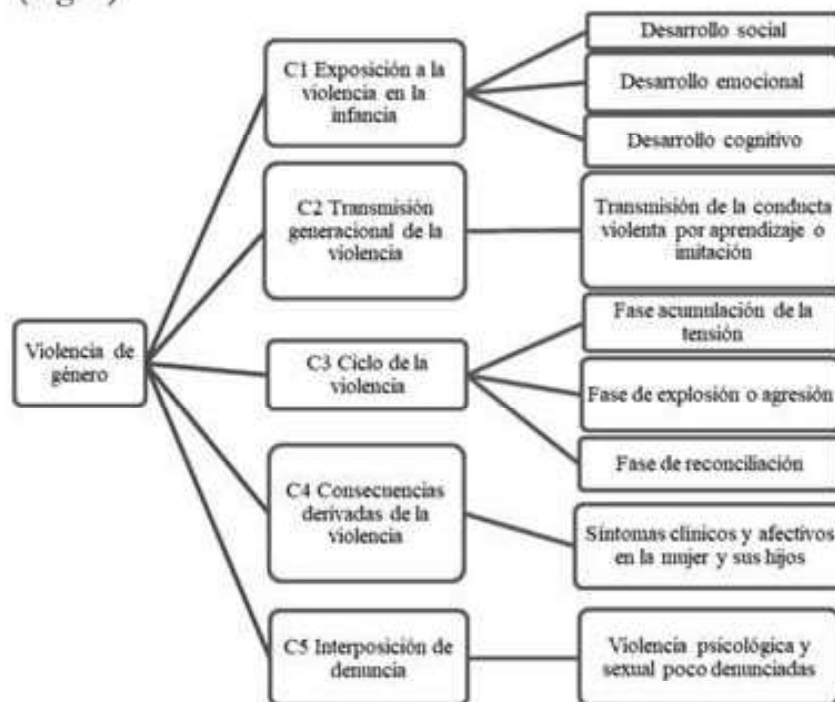 Violencia de
género
C1 Exposición a la
violencia en la
infancia
Desarrollo social
Desarrollo emocional
Desarrollo cognitivo
C2 Transmisión
generacional de la
violencia
Transmisión de la conducta
violenta por aprendizaje o
imitación
C3 Ciclo de la
violencia
Fase acumulación de la
tensión
Fase de explosión o agresión
Fase de reconciliación
C4 Consecuencias
derivadas de la
violencia
Síntomas clínicos y afectivos
en la mujer y sus hijos
C5 Interposición de
denuncia
Violencia psicológica y
sexual poco denunciadas